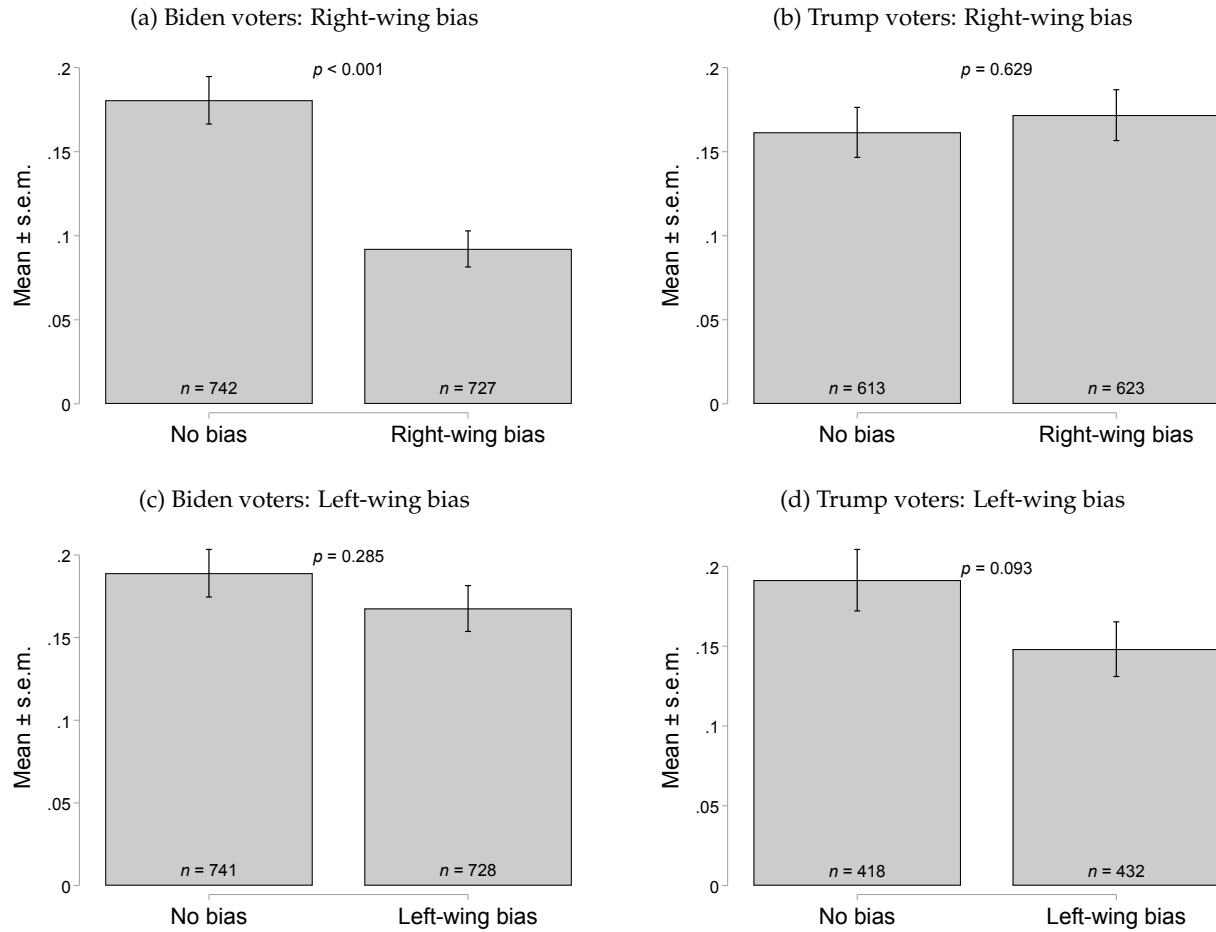 (a) Biden voters: Right-wing bias
p < 0.001
.2
.15
.1
.05
0
Mean ± s.e.m.
n = 742
n = 727
No bias
Right-wing bias
(b) Trump voters: Right-wing bias
p = 0.629
.2
.15
.1
.05
0
Mean ± s.e.m.
n = 613
n = 623
No bias
Right-wing bias
(c) Biden voters: Left-wing bias
p = 0.285
.2
.15
.1
.05
0
Mean ± s.e.m.
n = 741
n = 728
No bias
Left-wing bias
(d) Trump voters: Left-wing bias
p = 0.093
.2
.15
.1
.05
0
Mean ± s.e.m.
n = 418
n = 432
No bias
Left-wing bias